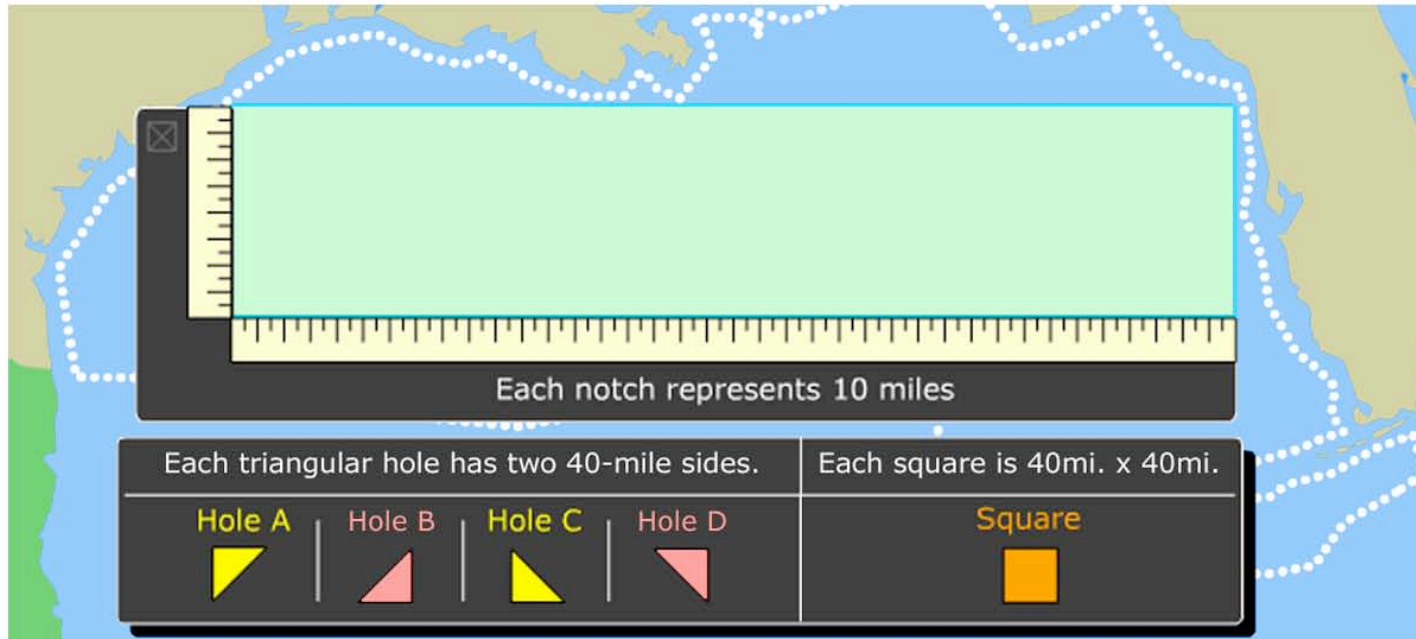 Each notch represents 10 miles
Each triangular hole has two 40-mile sides.
Each square is 40mi. x 40mi.
Hole A
Hole B
Hole C
Hole D
Square